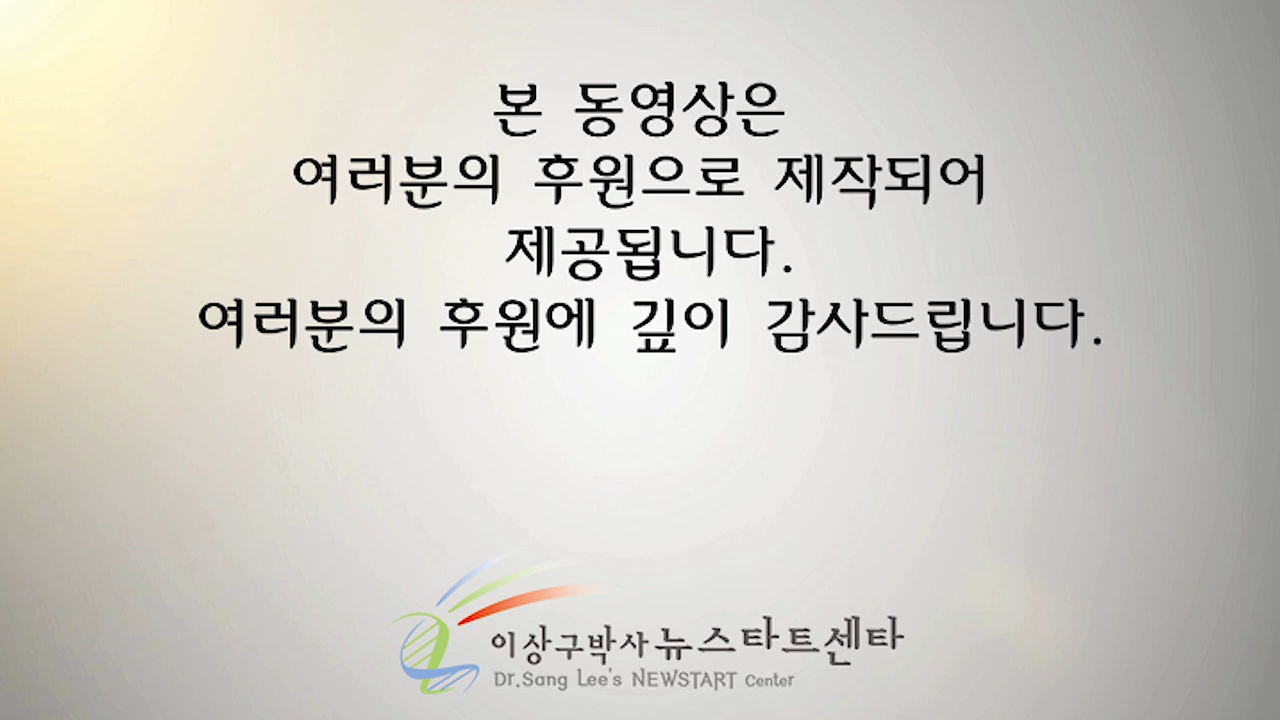 본 동영상은
여러분의 후원으로 제작되어
제공됩니다.
여러분의 후원에 깊이 감사드립니다.
이상구박사뉴스타트센타
Dr.Sang Lee's NEWSTART Center